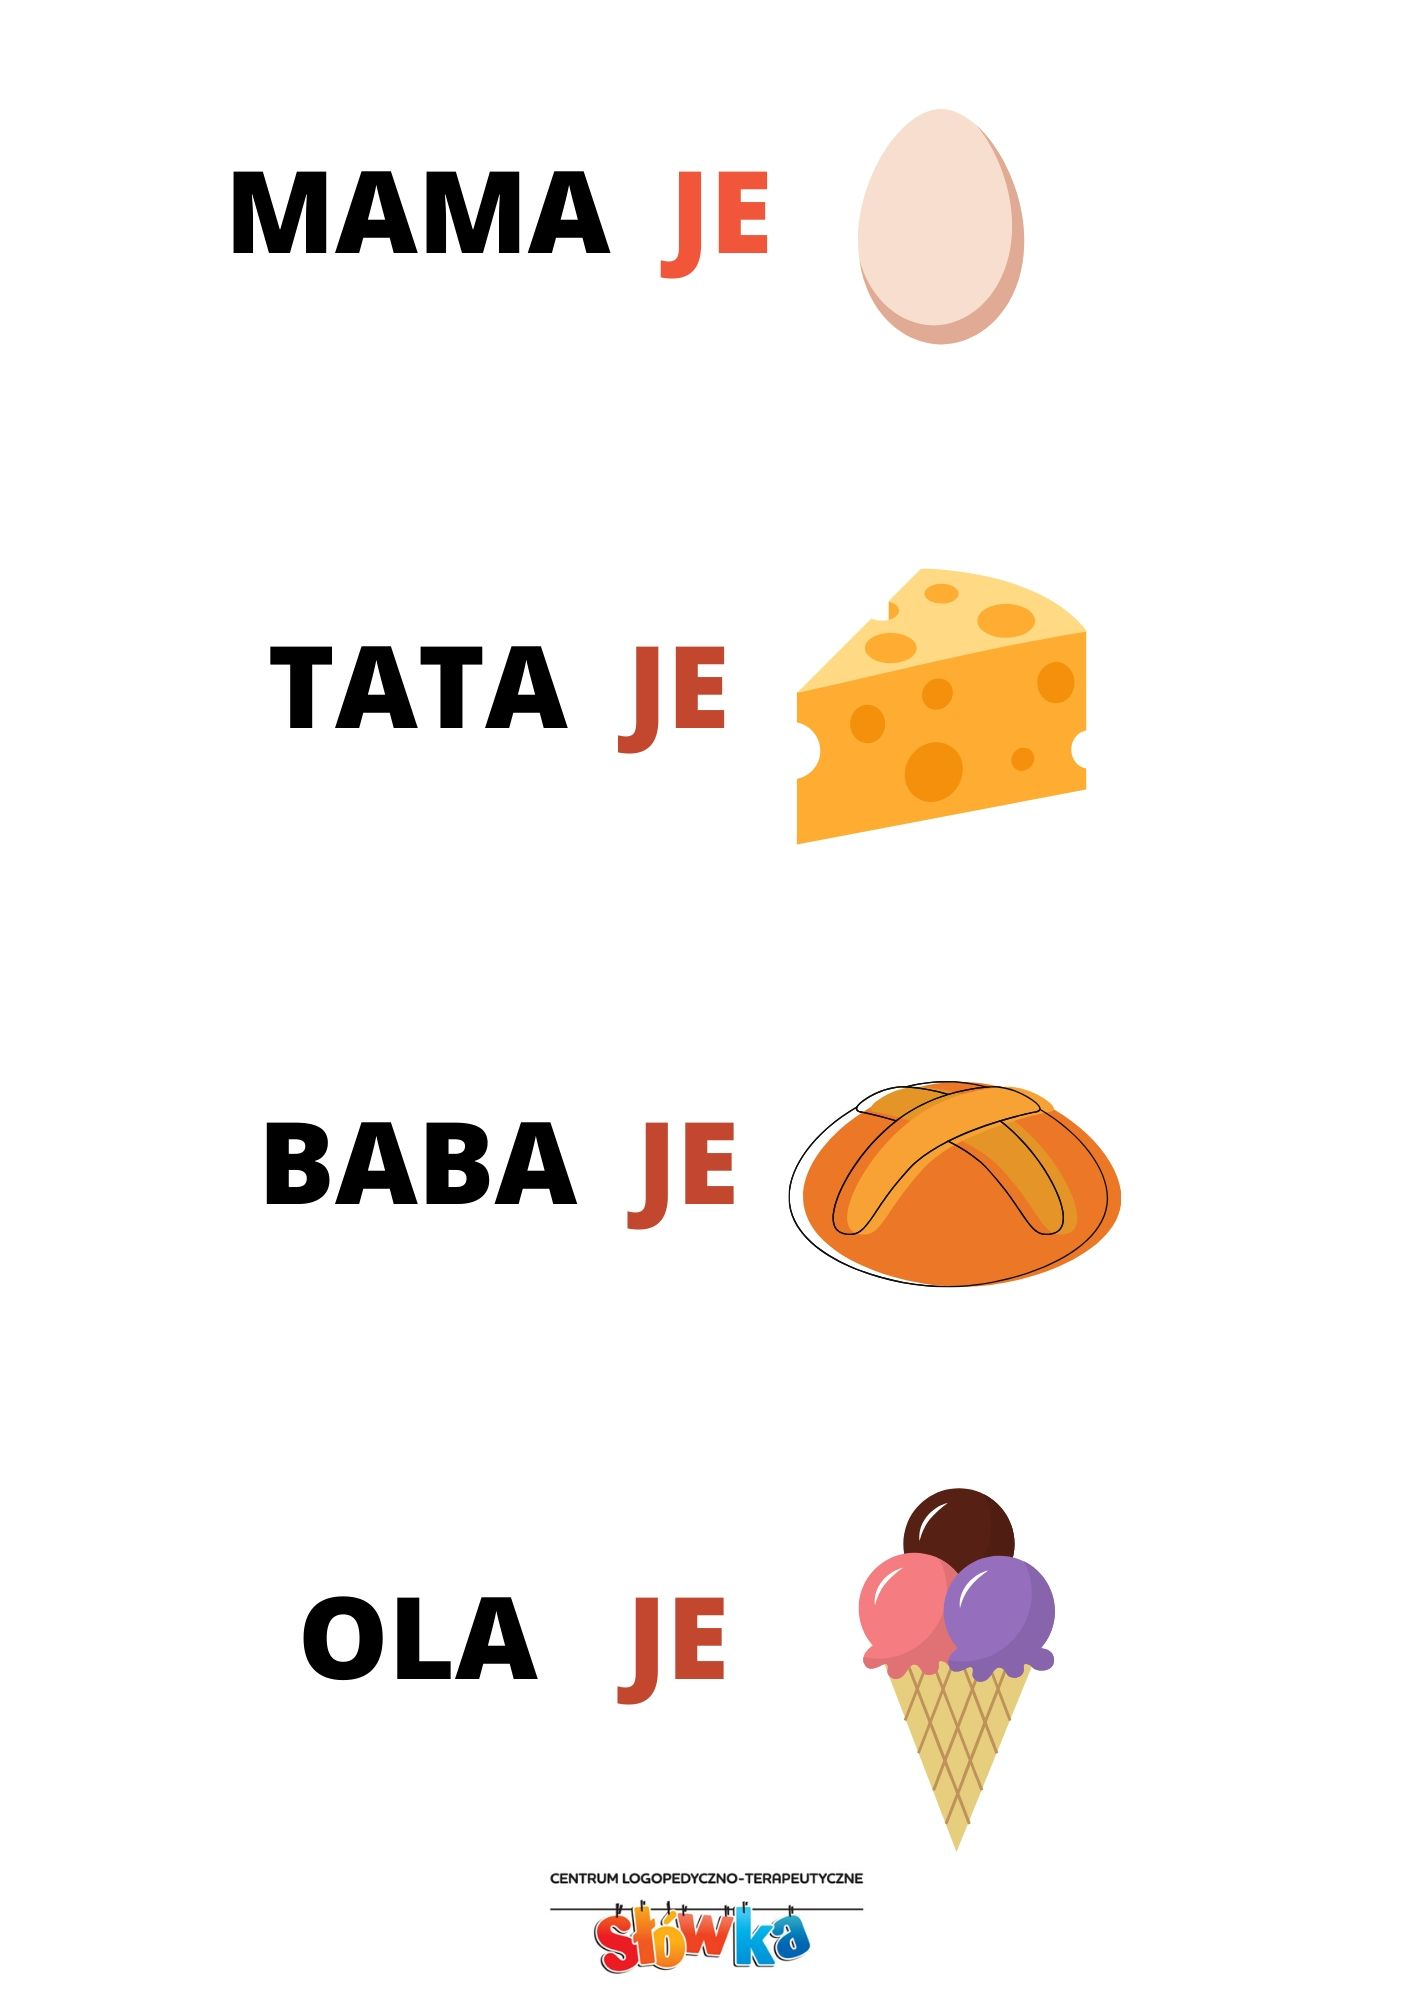 MAMA JE
TATA JE
BABA JE
OLA JE
CENTRUM LOGOPEDYCZNO-TERAPEUTYCZNE
słówka